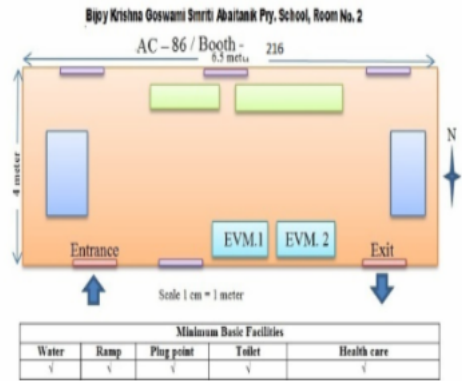 Bijoy Krishna Goswami Smriti Abaitanik Pry. School, Room No. 2
AC – 86 / Booth - 216
6.5 meter
4 meter
N
EVM.1 EVM. 2
Entrance Exit
Scale 1 cm = 1 meter
Minimum Basic Facilities
Water Ramp Plug point Toilet Health care
√ √ √ √ √